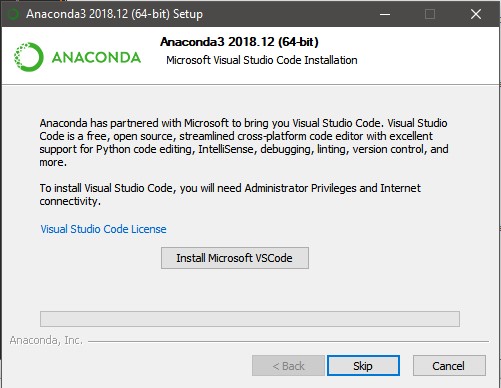 Anaconda3 2018.12 (64-bit) Setup
Anaconda3 2018.12 (64-bit)
Microsoft Visual Studio Code Installation
ANACONDA
Anaconda has partnered with Microsoft to bring you Visual Studio Code. Visual Studio
Code is a free, open source, streamlined cross-platform code editor with excellent
support for Python code editing, IntelliSense, debugging, linting, version control, and
more.
To install Visual Studio Code, you will need Administrator Privileges and Internet
connectivity.
Visual Studio Code License
Install Microsoft VSCode
Anaconda, Inc.
< Back
Skip
Cancel